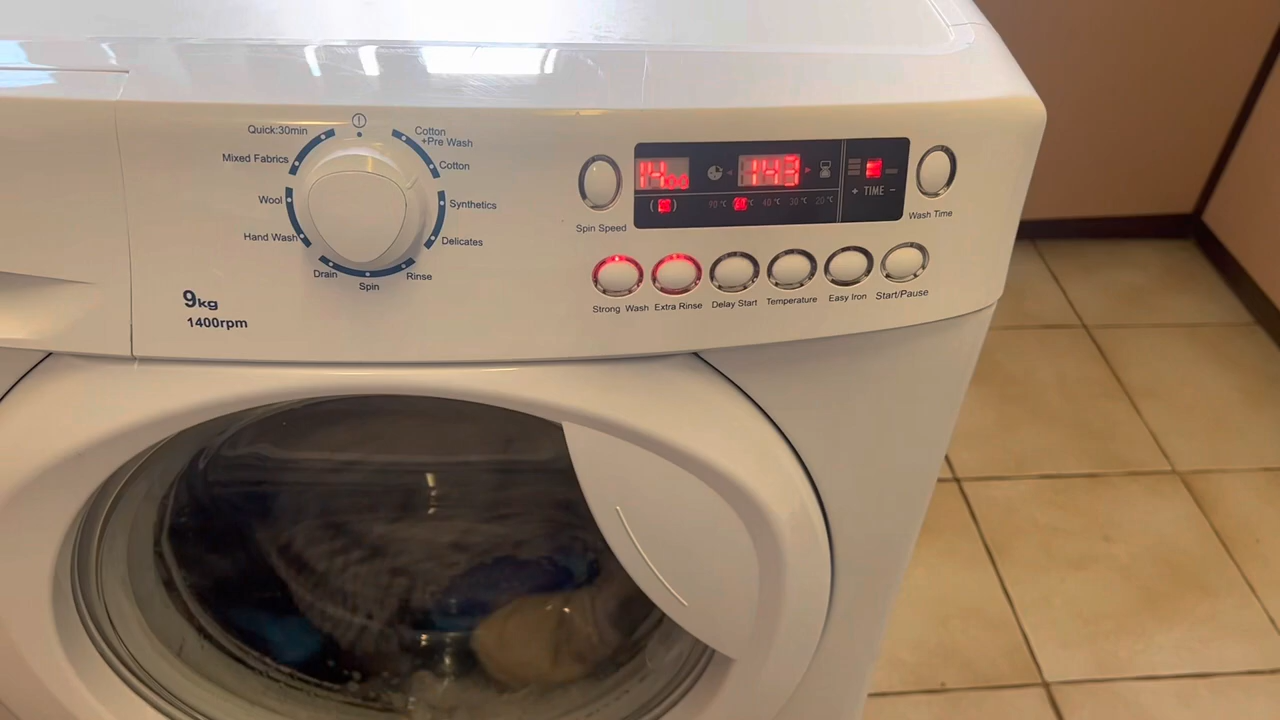 Quick:30min
Mixed Fabrics
Wool
Hand Wash
Drain
Spin
Rinse
Delicates
Synthetics
Cotton
Cotton
+Pre Wash
9kg
1400rpm
Spin Speed
1400
1:43
90°C
40°C 30°C 20°C
+ TIME -
Wash Time
Strong Wash
Extra Rinse
Delay Start
Temperature
Easy Iron
Start/Pause